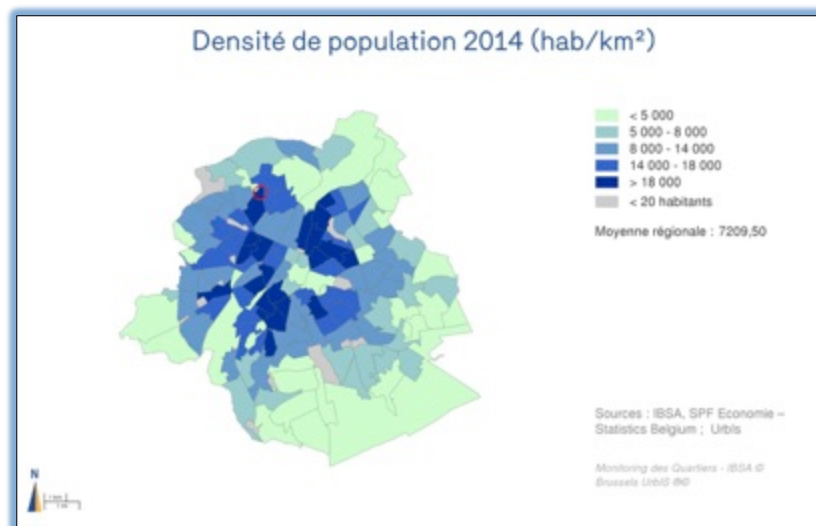 Densité de population 2014 (hab/km²)
< 5 000
5 000 - 8 000
8 000 - 14 000
14 000 - 18 000
> 18 000
< 20 habitants
Moyenne régionale : 7209,50
Sources : IBSA, SPF Economie –
Statistics Belgium ; UrbIs
Monitoring des Quartiers - IBSA ©
Brussels UrbIS ®©
N